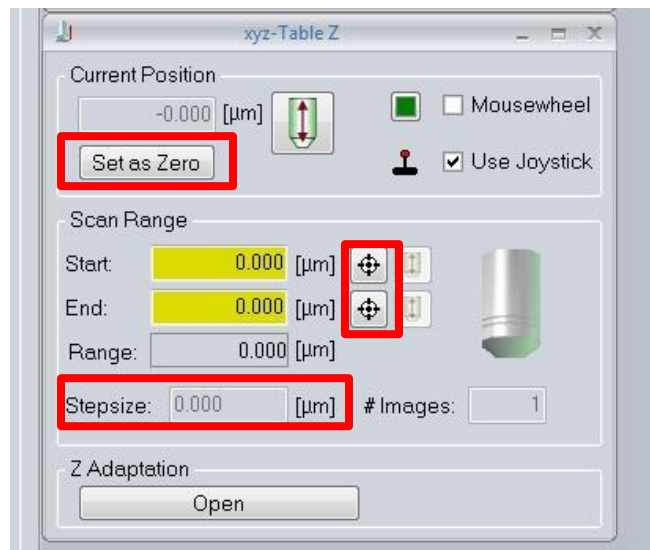 xyz-Table Z
Current Position
-0.000 [µm]
Mousewheel
Set as Zero
Use Joystick
Scan Range
Start: 0.000 [µm]
End: 0.000 [µm]
Range: 0.000 [µm]
Stepsize: 0.000 [µm] # Images: 1
Z Adaptation
Open